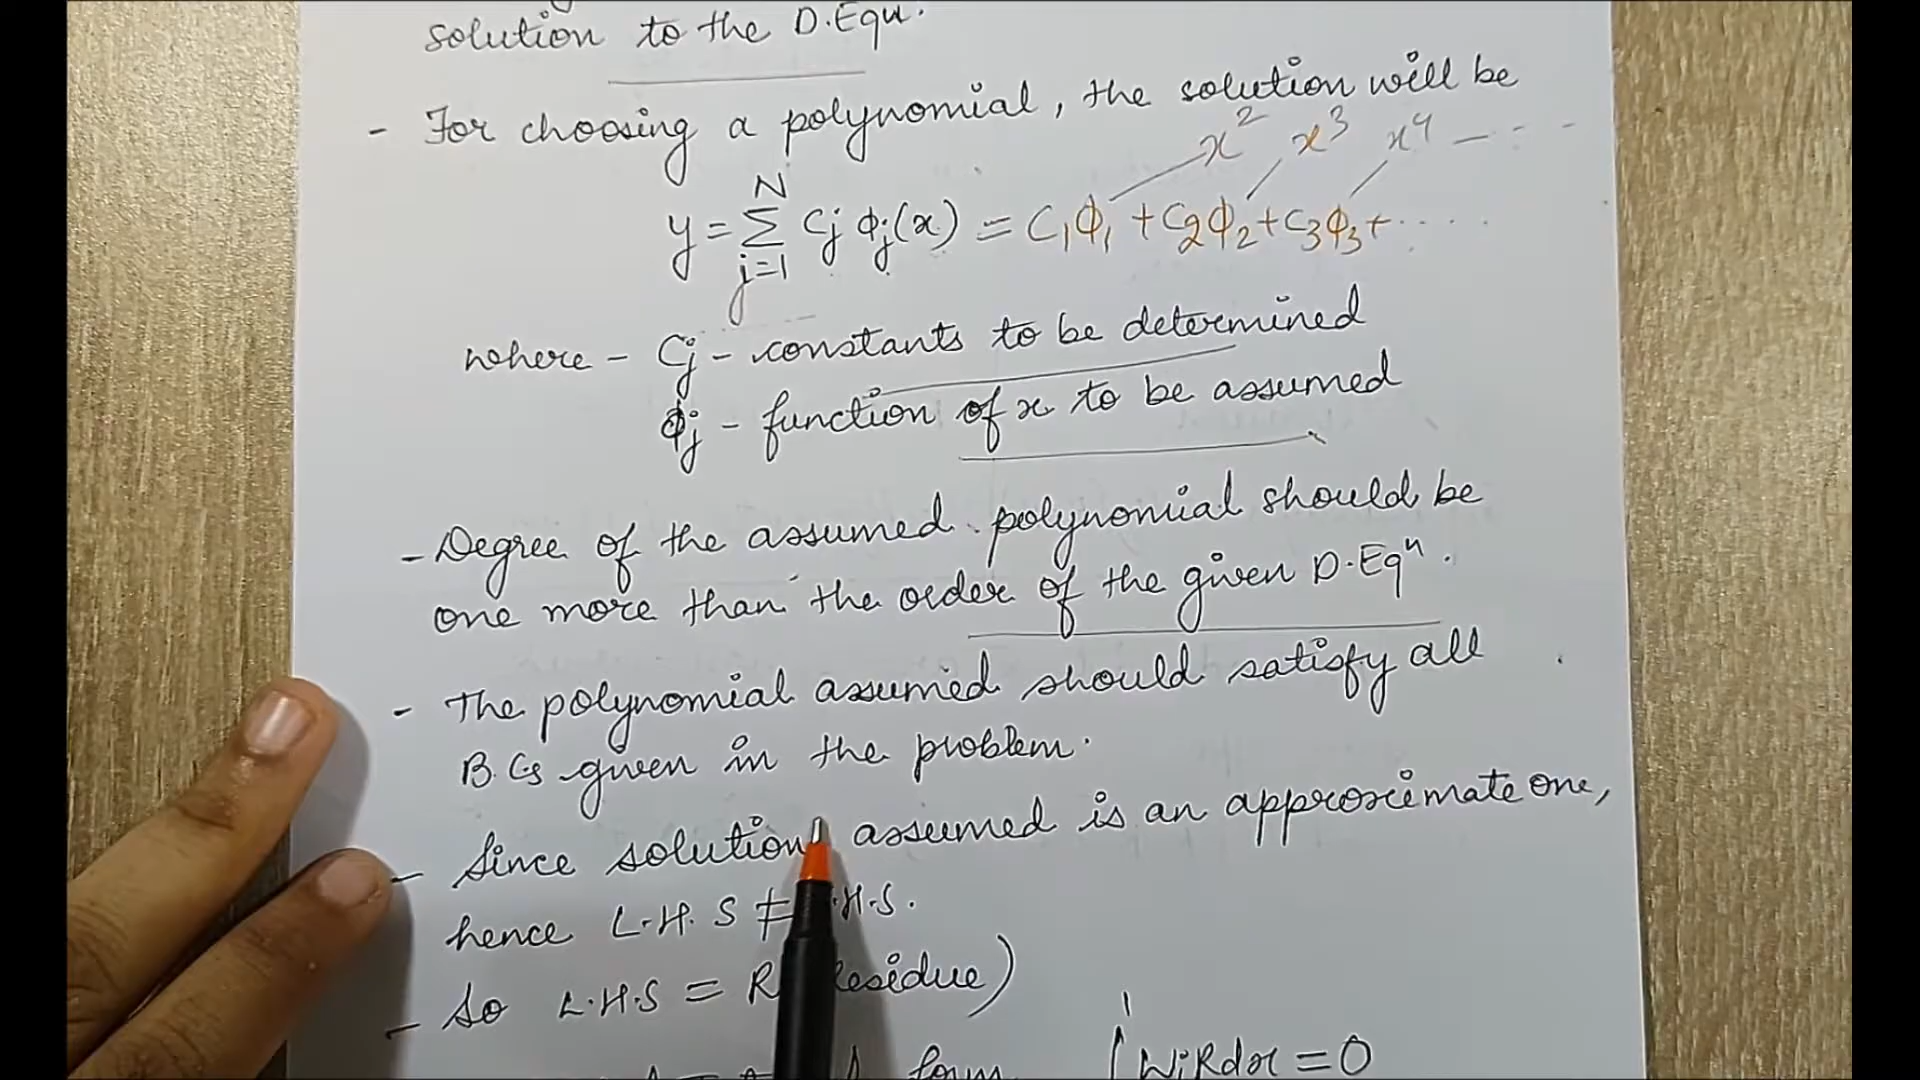 solution to the D.Equ.
- For choosing a polynomial, the solution will be
x² x³ x⁴ - - -
y = N Σ j=1 Cj ϕj(x) = C₁ϕ₁ + C₂ϕ₂ + C₃ϕ₃ + ....
where - Cj - constants to be determined
ϕj - function of x to be assumed
- Degree of the assumed polynomial should be
one more than the order of the given D.Eqⁿ.
- The polynomial assumed should satisfy all
B.Cs given in the problem.
- Since solution assumed is an approximate one,
hence L.H.S ≠ .H.S.
- So L.H.S = R esidue)
form ∫ 1 WiRdx = 0